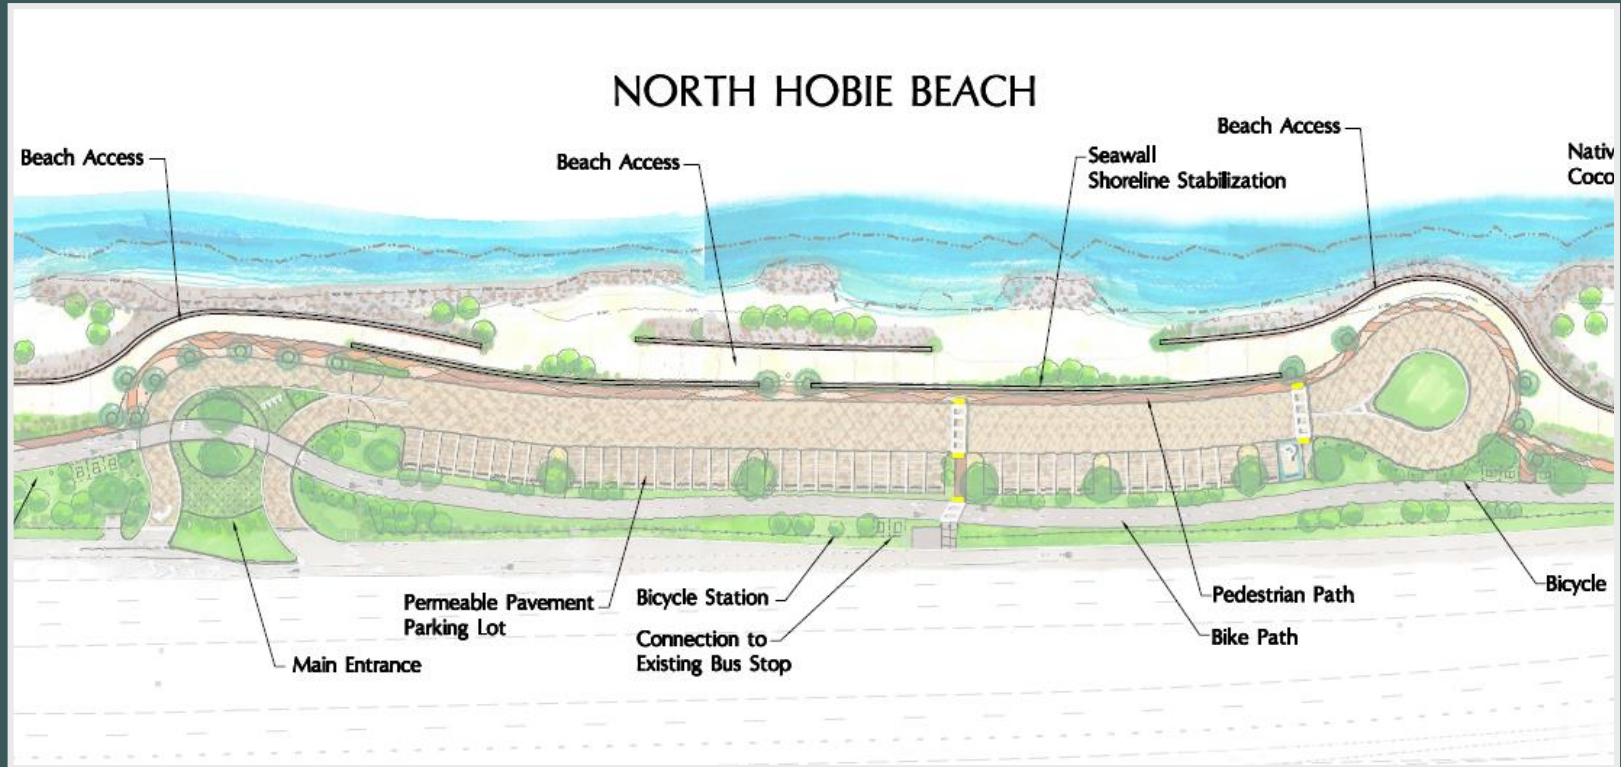 NORTH HOBIE BEACH
Beach Access
Beach Access
Seawall
Shoreline Stabilization
Beach Access
Nativ
Coco
Permeable Pavement
Parking Lot
Main Entrance
Bicycle Station
Connection to
Existing Bus Stop
Pedestrian Path
Bike Path
Bicycle